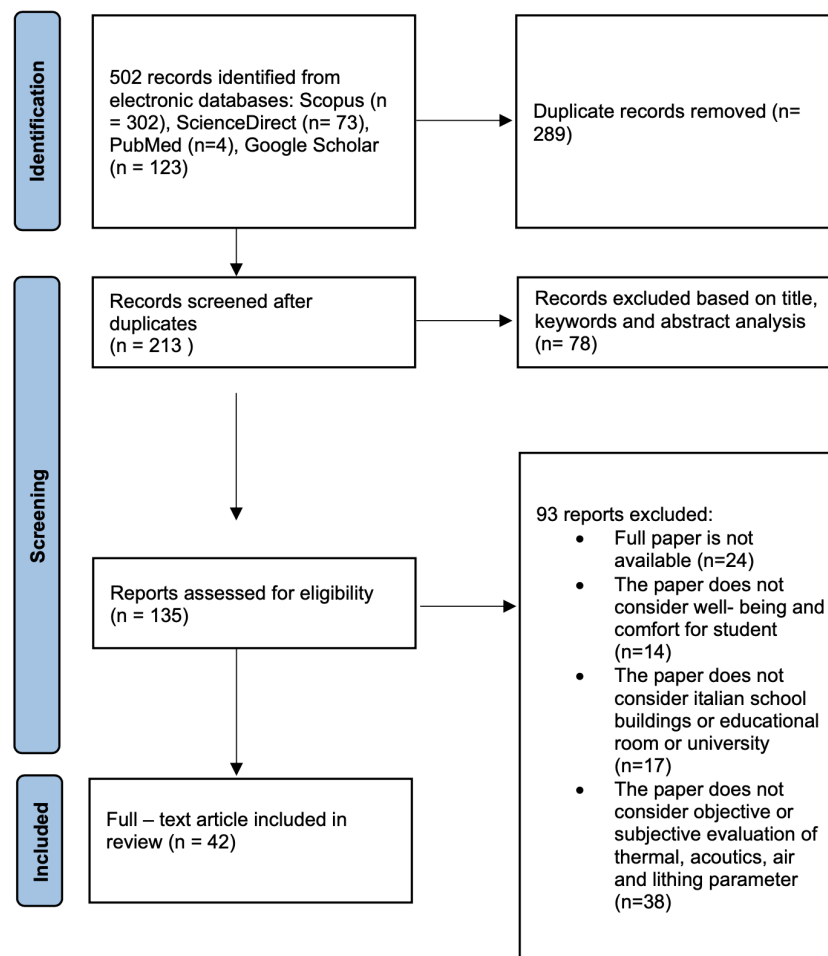 Identification
502 records identified from
electronic databases: Scopus (n
= 302), ScienceDirect (n= 73),
PubMed (n=4), Google Scholar
(n = 123)
Duplicate records removed (n=
289)
Screening
Records screened after
duplicates
(n = 213 )
Records excluded based on title,
keywords and abstract analysis
(n= 78)
Reports assessed for eligibility
(n = 135)
93 reports excluded:
• Full paper is not
available (n=24)
• The paper does not
consider well- being and
comfort for student
(n=14)
• The paper does not
consider italian school
buildings or educational
room or university
(n=17)
• The paper does not
consider objective or
subjective evaluation of
thermal, acoutics, air
and lithing parameter
(n=38)
Included
Full – text article included in
review (n = 42)